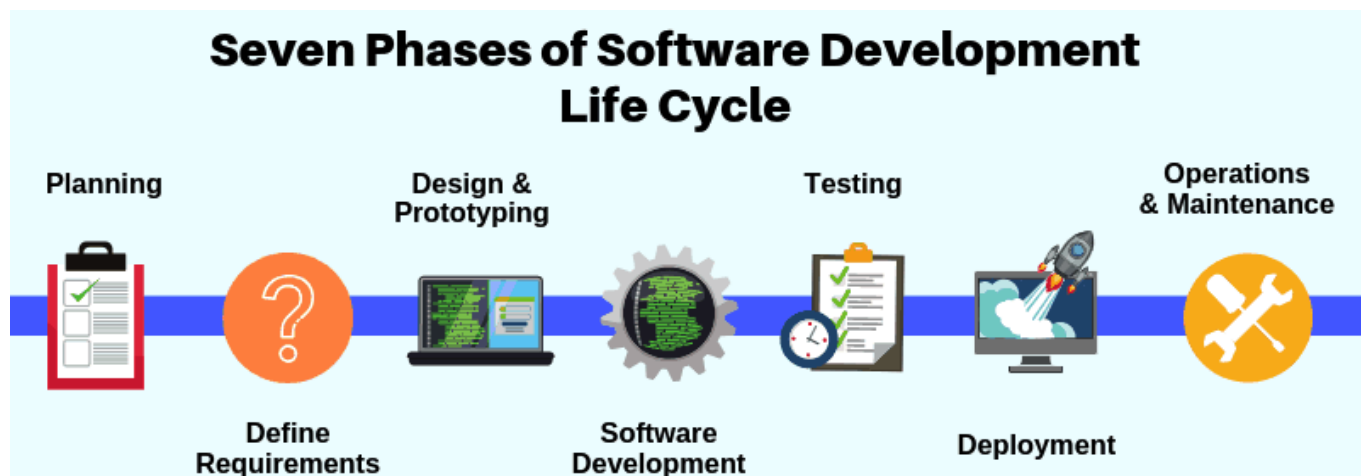 Seven Phases of Software Development
Life Cycle
Planning
Define
Requirements
Design &
Prototyping
Software
Development
Testing
Deployment
Operations
& Maintenance